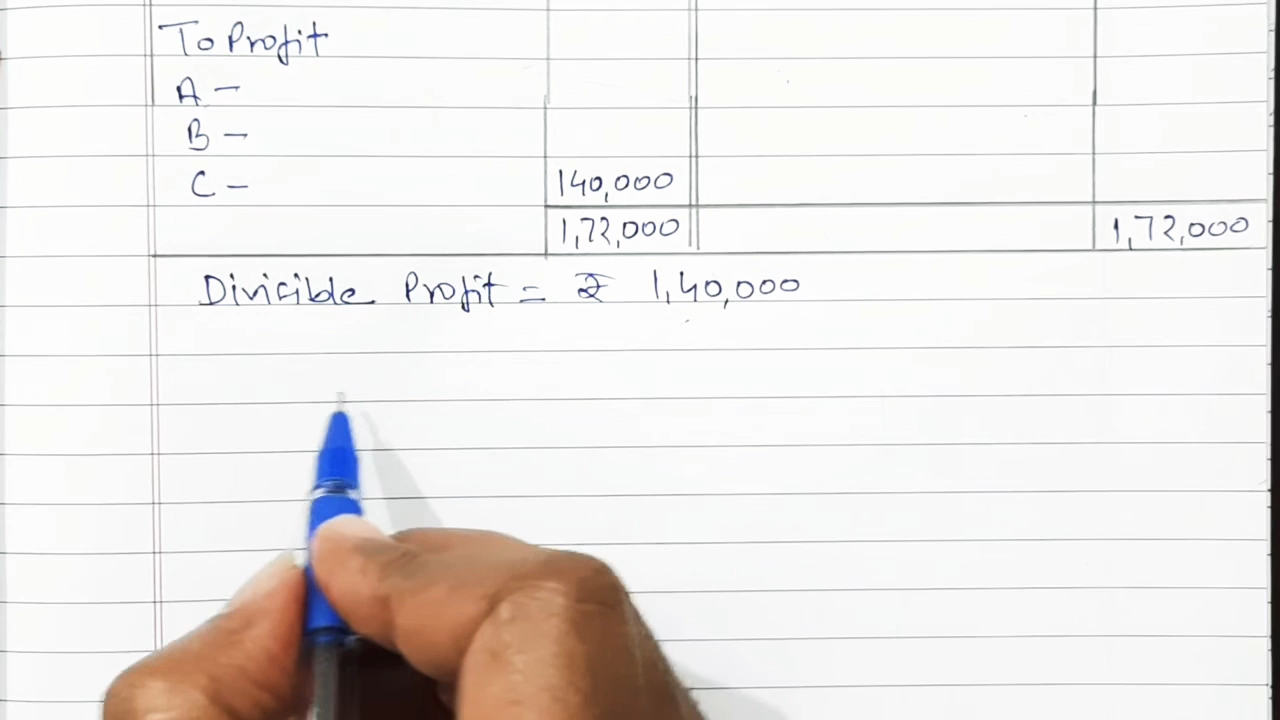 To Profit
A –
B –
C – 140,000
1,72,000 1,72,000
Divisible Profit = ₹ 1,40,000